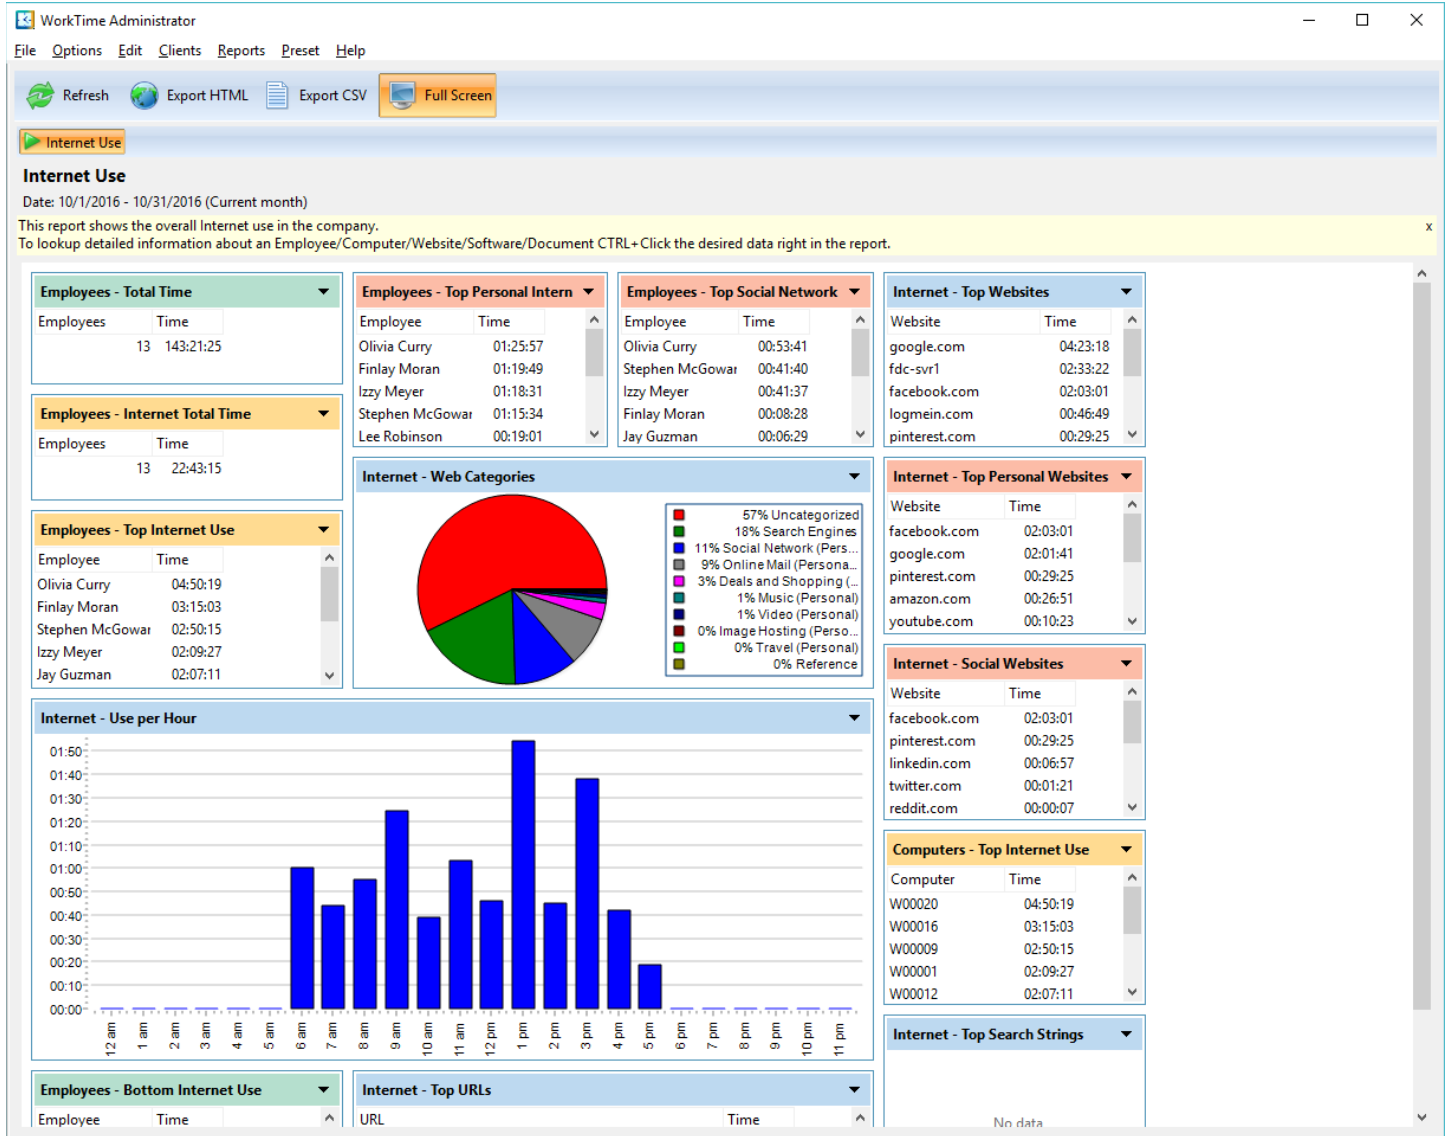 WorkTime Administrator
File Options Edit Clients Reports Preset Help
Refresh Export HTML Export CSV Full Screen
Internet Use
Internet Use
Date: 10/1/2016 - 10/31/2016 (Current month)
This report shows the overall Internet use in the company.
x
To lookup detailed information about an Employee/Computer/Website/Software/Document CTRL+Click the desired data right in the report.
Employees - Total Time
Employees Time
13 143:21:25
Employees - Internet Total Time
Employees Time
13 22:43:15
Employees - Top Internet Use
Employee Time
Olivia Curry 04:50:19
Finlay Moran 03:15:03
Stephen McGowar 02:50:15
Izzy Meyer 02:09:27
Jay Guzman 02:07:11
Employees - Top Personal Intern
Employee Time
Olivia Curry 01:25:57
Finlay Moran 01:19:49
Izzy Meyer 01:18:31
Stephen McGowar 01:15:34
Lee Robinson 00:19:01
Employees - Top Social Network
Employee Time
Olivia Curry 00:53:41
Stephen McGowar 00:41:40
Izzy Meyer 00:41:37
Finlay Moran 00:08:28
Jay Guzman 00:06:29
Internet - Web Categories
57% Uncategorized
18% Search Engines
11% Social Network (Pers...
9% Online Mail (Persona...
3% Deals and Shopping (...
1% Music (Personal)
1% Video (Personal)
0% Image Hosting (Perso...
0% Travel (Personal)
0% Reference
Internet - Top Websites
Website Time
google.com 04:23:18
fdc-svr1 02:33:22
facebook.com 02:03:01
logmein.com 00:46:49
pinterest.com 00:29:25
Internet - Top Personal Websites
Website Time
facebook.com 02:03:01
google.com 02:01:41
pinterest.com 00:29:25
amazon.com 00:26:51
youtube.com 00:10:23
Internet - Social Websites
Website Time
facebook.com 02:03:01
pinterest.com 00:29:25
linkedin.com 00:06:57
twitter.com 00:01:21
reddit.com 00:00:07
Internet - Use per Hour
01:50
01:40
01:30
01:20
01:10
01:00
00:50
00:40
00:30
00:20
00:10
00:00
12 am 1 am 2 am 3 am 4 am 5 am 6 am 7 am 8 am 9 am 10 am 11 am 12 pm 1 pm 2 pm 3 pm 4 pm 5 pm 6 pm 7 pm 8 pm 9 pm 10 pm 11 pm
Computers - Top Internet Use
Computer Time
W00020 04:50:19
W00016 03:15:03
W00009 02:50:15
W00001 02:09:27
W00012 02:07:11
Internet - Top Search Strings
No data
Employees - Bottom Internet Use
Employee Time
Internet - Top URLs
URL Time